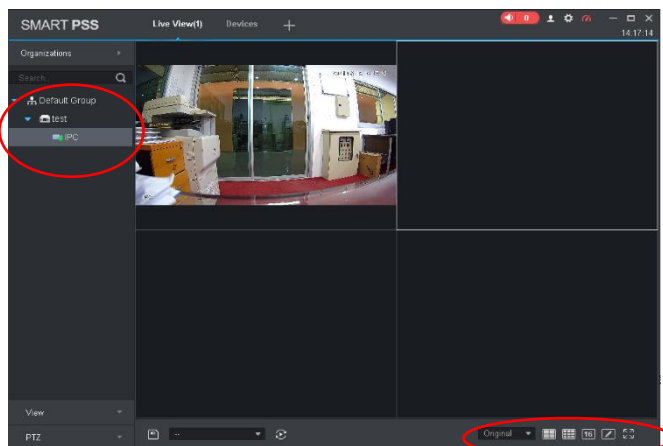 SMART PSS
Live View(1)
Devices
0
14:17:14
Organizations
Search...
Default Group
test
IPC
View
PTZ
--
Original
16